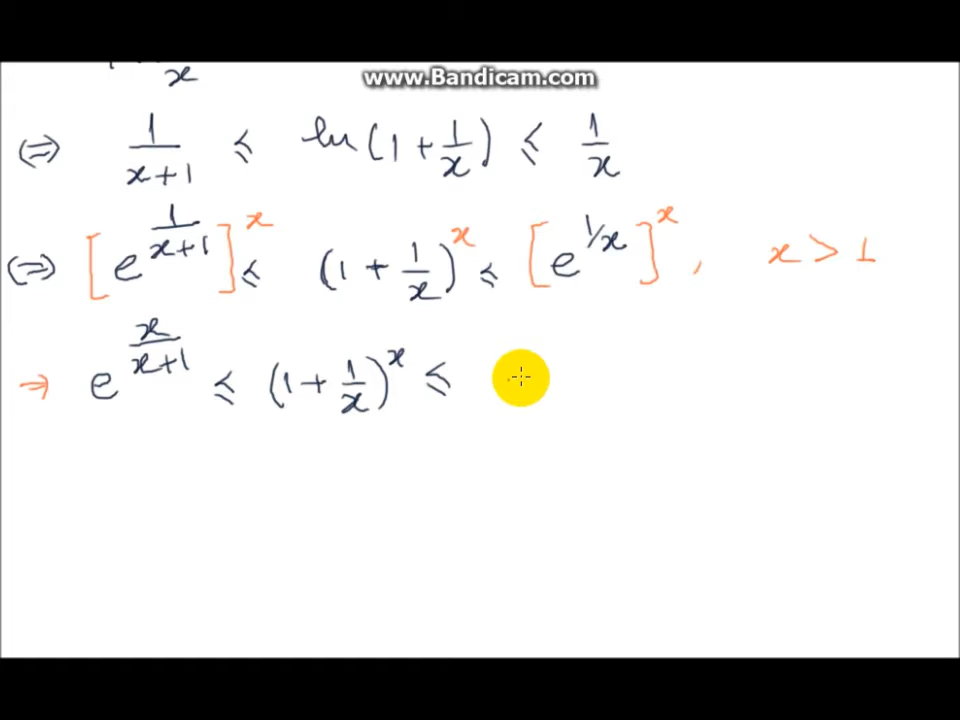 x
www.Bandicam.com
(⇒) 1/(x+1) ≤ ln(1 + 1/x) ≤ 1/x
(⇒) [e^(1/(x+1))]^x ≤ (1 + 1/x)^x ≤ [e^(1/x)]^x, x > 1
→ e^(x/(x+1)) ≤ (1 + 1/x)^x ≤